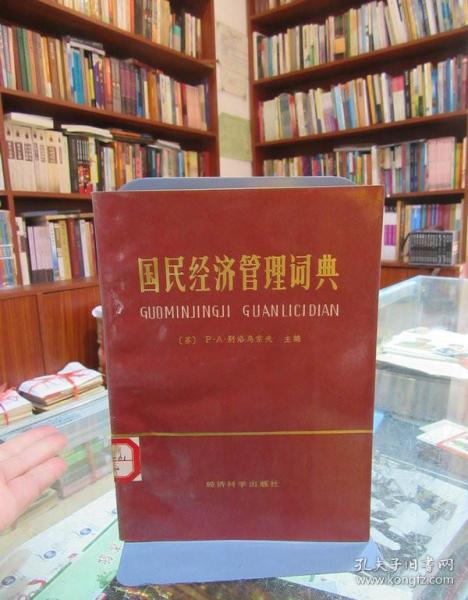 国民经济管理词典
GUOMINJINGJI GUANLICIDIAN
〔苏〕 P·A·别洛乌索夫 主编
经济科学出版社
孔夫子旧书网
www.kongfz.com